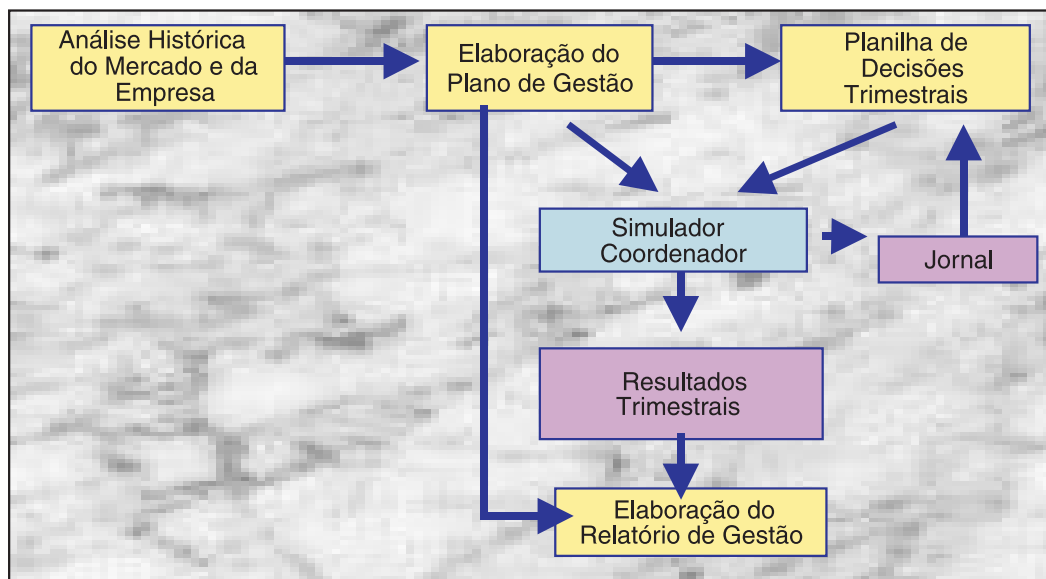 Análise Histórica
do Mercado e da
Empresa
Elaboração do
Plano de Gestão
Planilha de
Decisões
Trimestrais
Simulador
Coordenador
Jornal
Resultados
Trimestrais
Elaboração do
Relatório de Gestão